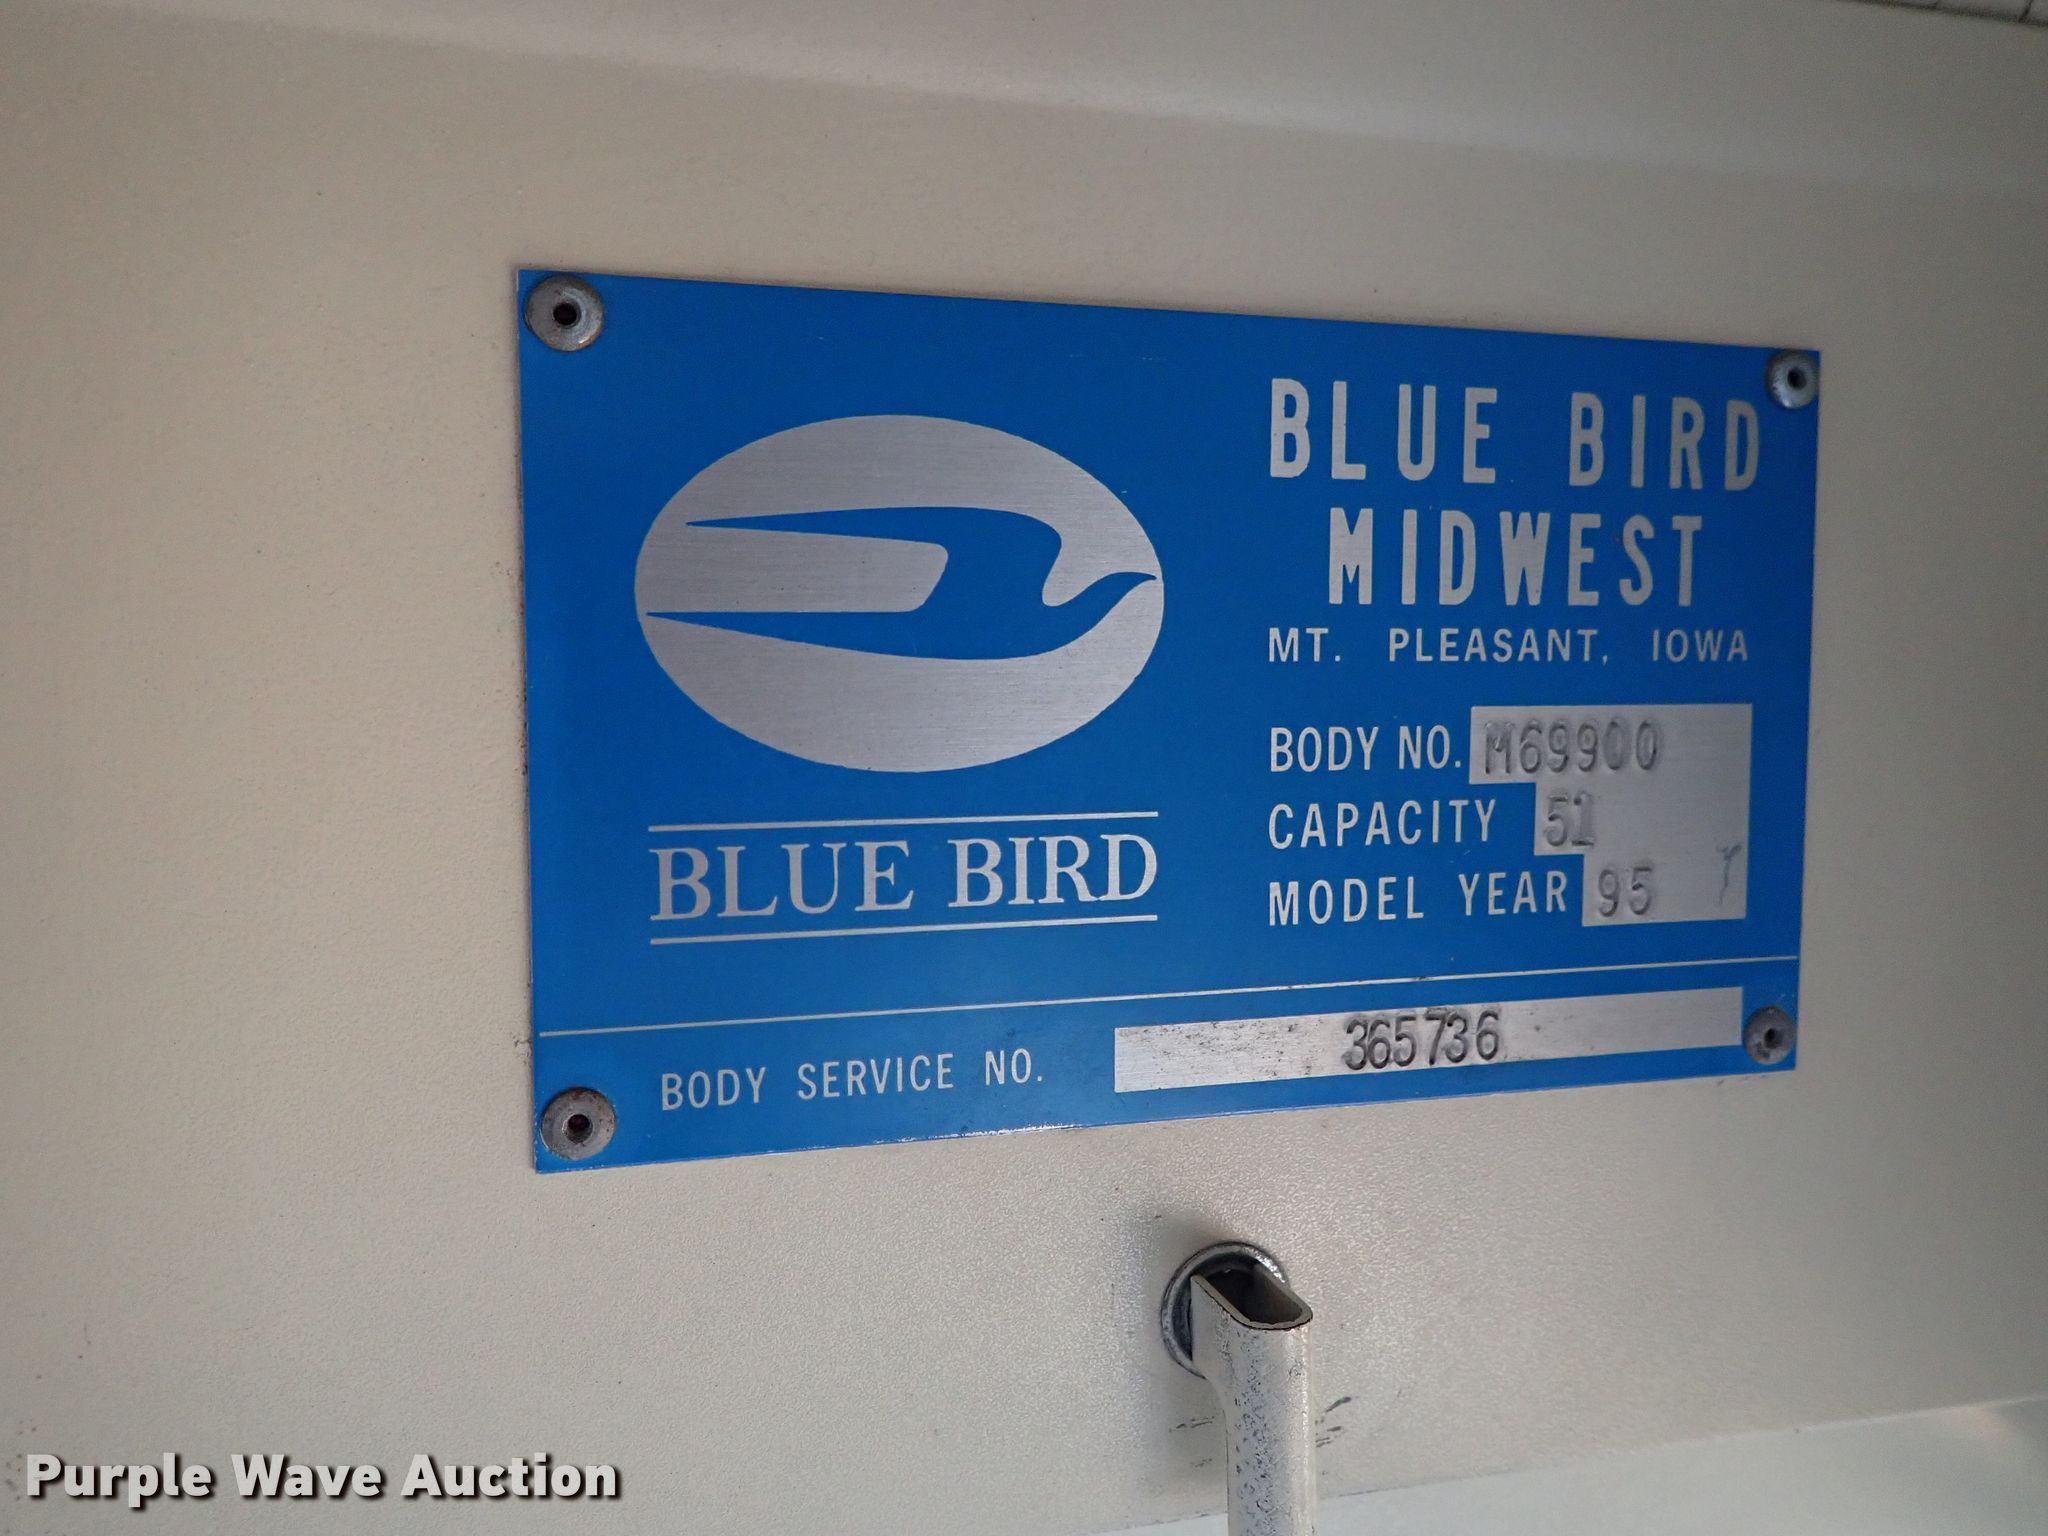 BLUE BIRD
MIDWEST
MT. PLEASANT, IOWA
BODY NO. M69900
CAPACITY 51
MODEL YEAR 95
BLUE BIRD
BODY SERVICE NO. 365736
Purple Wave Auction